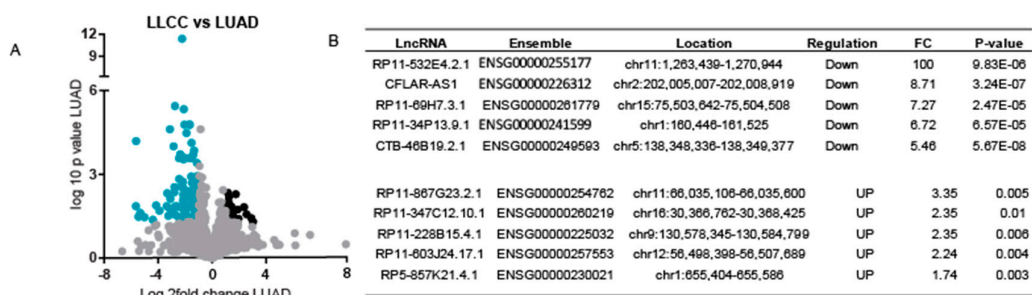 LLCC vs LUAD
A
B
12
9
6
3
0
log 10 p value LUAD
-8 -4 0 4 8
Log 2fold change LUAD
LncRNA Ensemble Location Regulation FC P-value
RP11-532E4.2.1 ENSG00000255177 chr11:1,263,439-1,270,944 Down 100 9.83E-06
CFLAR-AS1 ENSG00000226312 chr2:202,005,007-202,008,919 Down 8.71 3.24E-07
RP11-69H7.3.1 ENSG00000261779 chr15:75,503,642-75,504,508 Down 7.27 2.47E-05
RP11-34P13.9.1 ENSG00000241599 chr1:160,446-161,525 Down 6.72 6.57E-05
CTB-46B19.2.1 ENSG00000249593 chr5:138,348,336-138,349,377 Down 5.46 5.67E-08
RP11-867G23.2.1 ENSG00000254762 chr11:66,035,106-66,035,600 UP 3.35 0.005
RP11-347C12.10.1 ENSG00000260219 chr16:30,366,762-30,368,425 UP 2.35 0.01
RP11-228B15.4.1 ENSG00000225032 chr9:130,578,345-130,584,799 UP 2.35 0.006
RP11-603J24.17.1 ENSG00000257553 chr12:56,498,398-56,507,689 UP 2.24 0.004
RP5-857K21.4.1 ENSG00000230021 chr1:655,404-655,586 UP 1.74 0.003